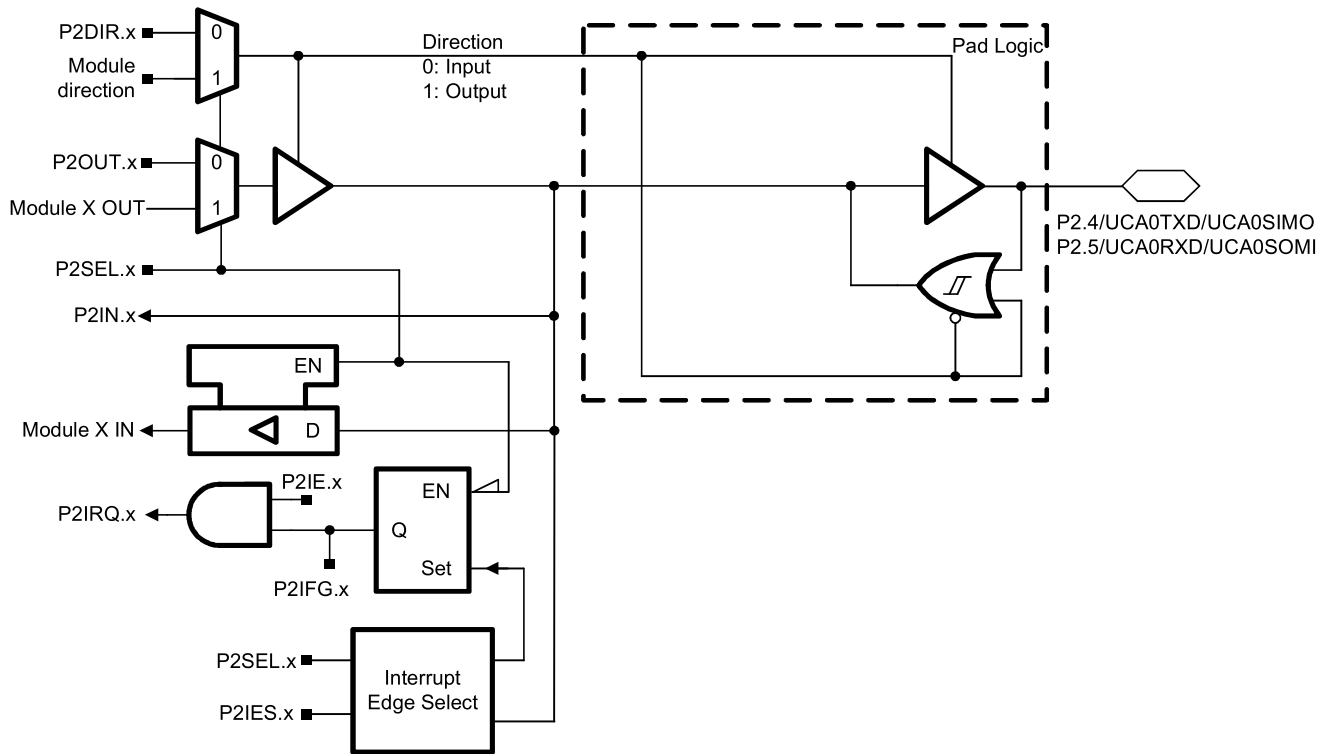 P2DIR.x
0
Module
direction
1
Direction
0: Input
1: Output
Pad Logic
P2OUT.x
0
Module X OUT
1
P2.4/UCA0TXD/UCA0SIMO
P2.5/UCA0RXD/UCA0SOMI
P2SEL.x
P2IN.x
EN
Module X IN
D
P2IE.x
EN
P2IRQ.x
Q
Set
P2IFG.x
P2SEL.x
Interrupt
Edge Select
P2IES.x